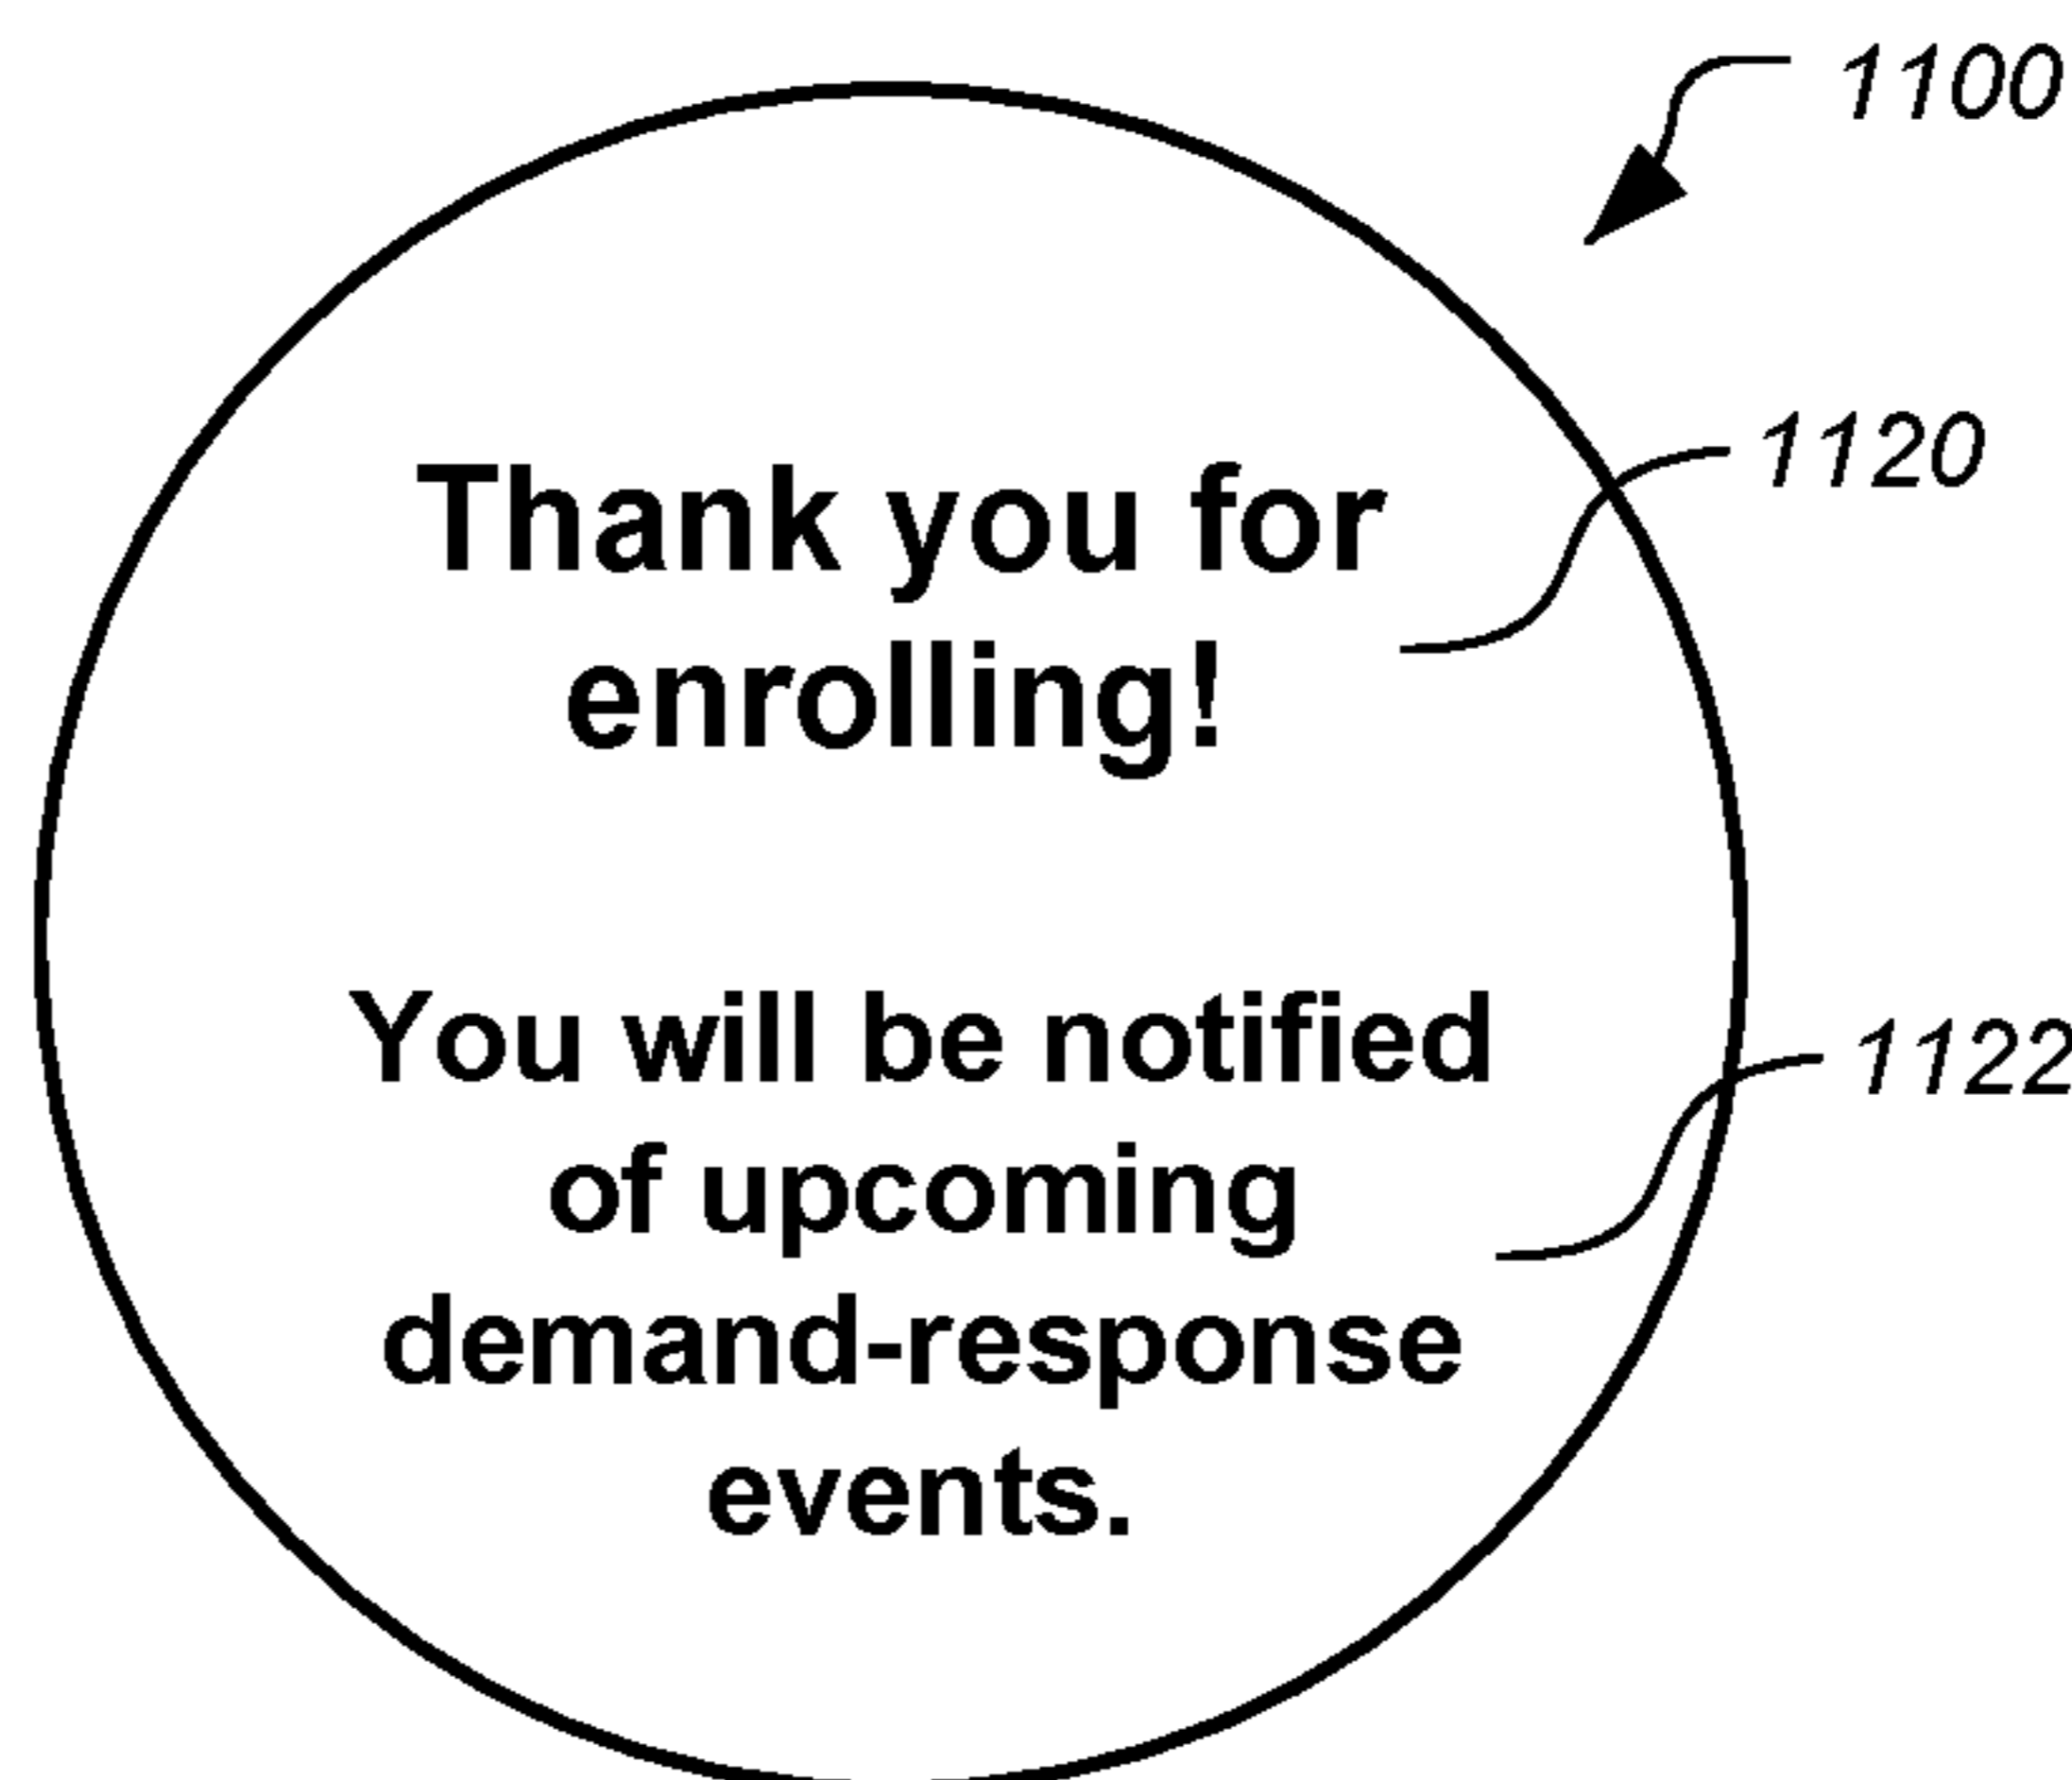 1100
1120
Thank you for
enrolling!
You will be notified
1122
of upcoming
demand-response
events.